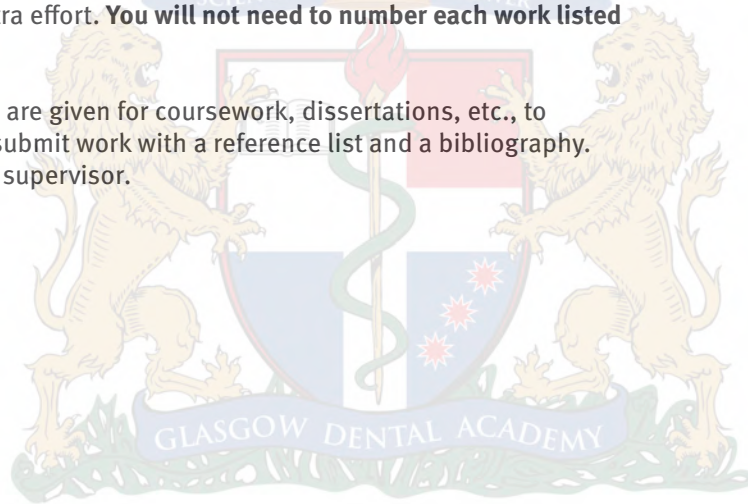 tra effort. You will not need to number each work listed
are given for coursework, dissertations, etc., to
submit work with a reference list and a bibliography.
supervisor.
GLASGOW DENTAL ACADEMY